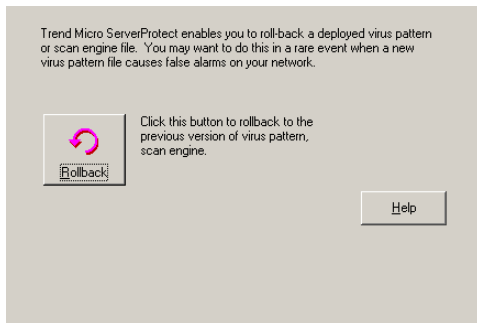 Trend Micro ServerProtect enables you to roll-back a deployed virus pattern
or scan engine file. You may want to do this in a rare event when a new
virus pattern file causes false alarms on your network.
Click this button to rollback to the
previous version of virus pattern,
scan engine.
Rollback
Help